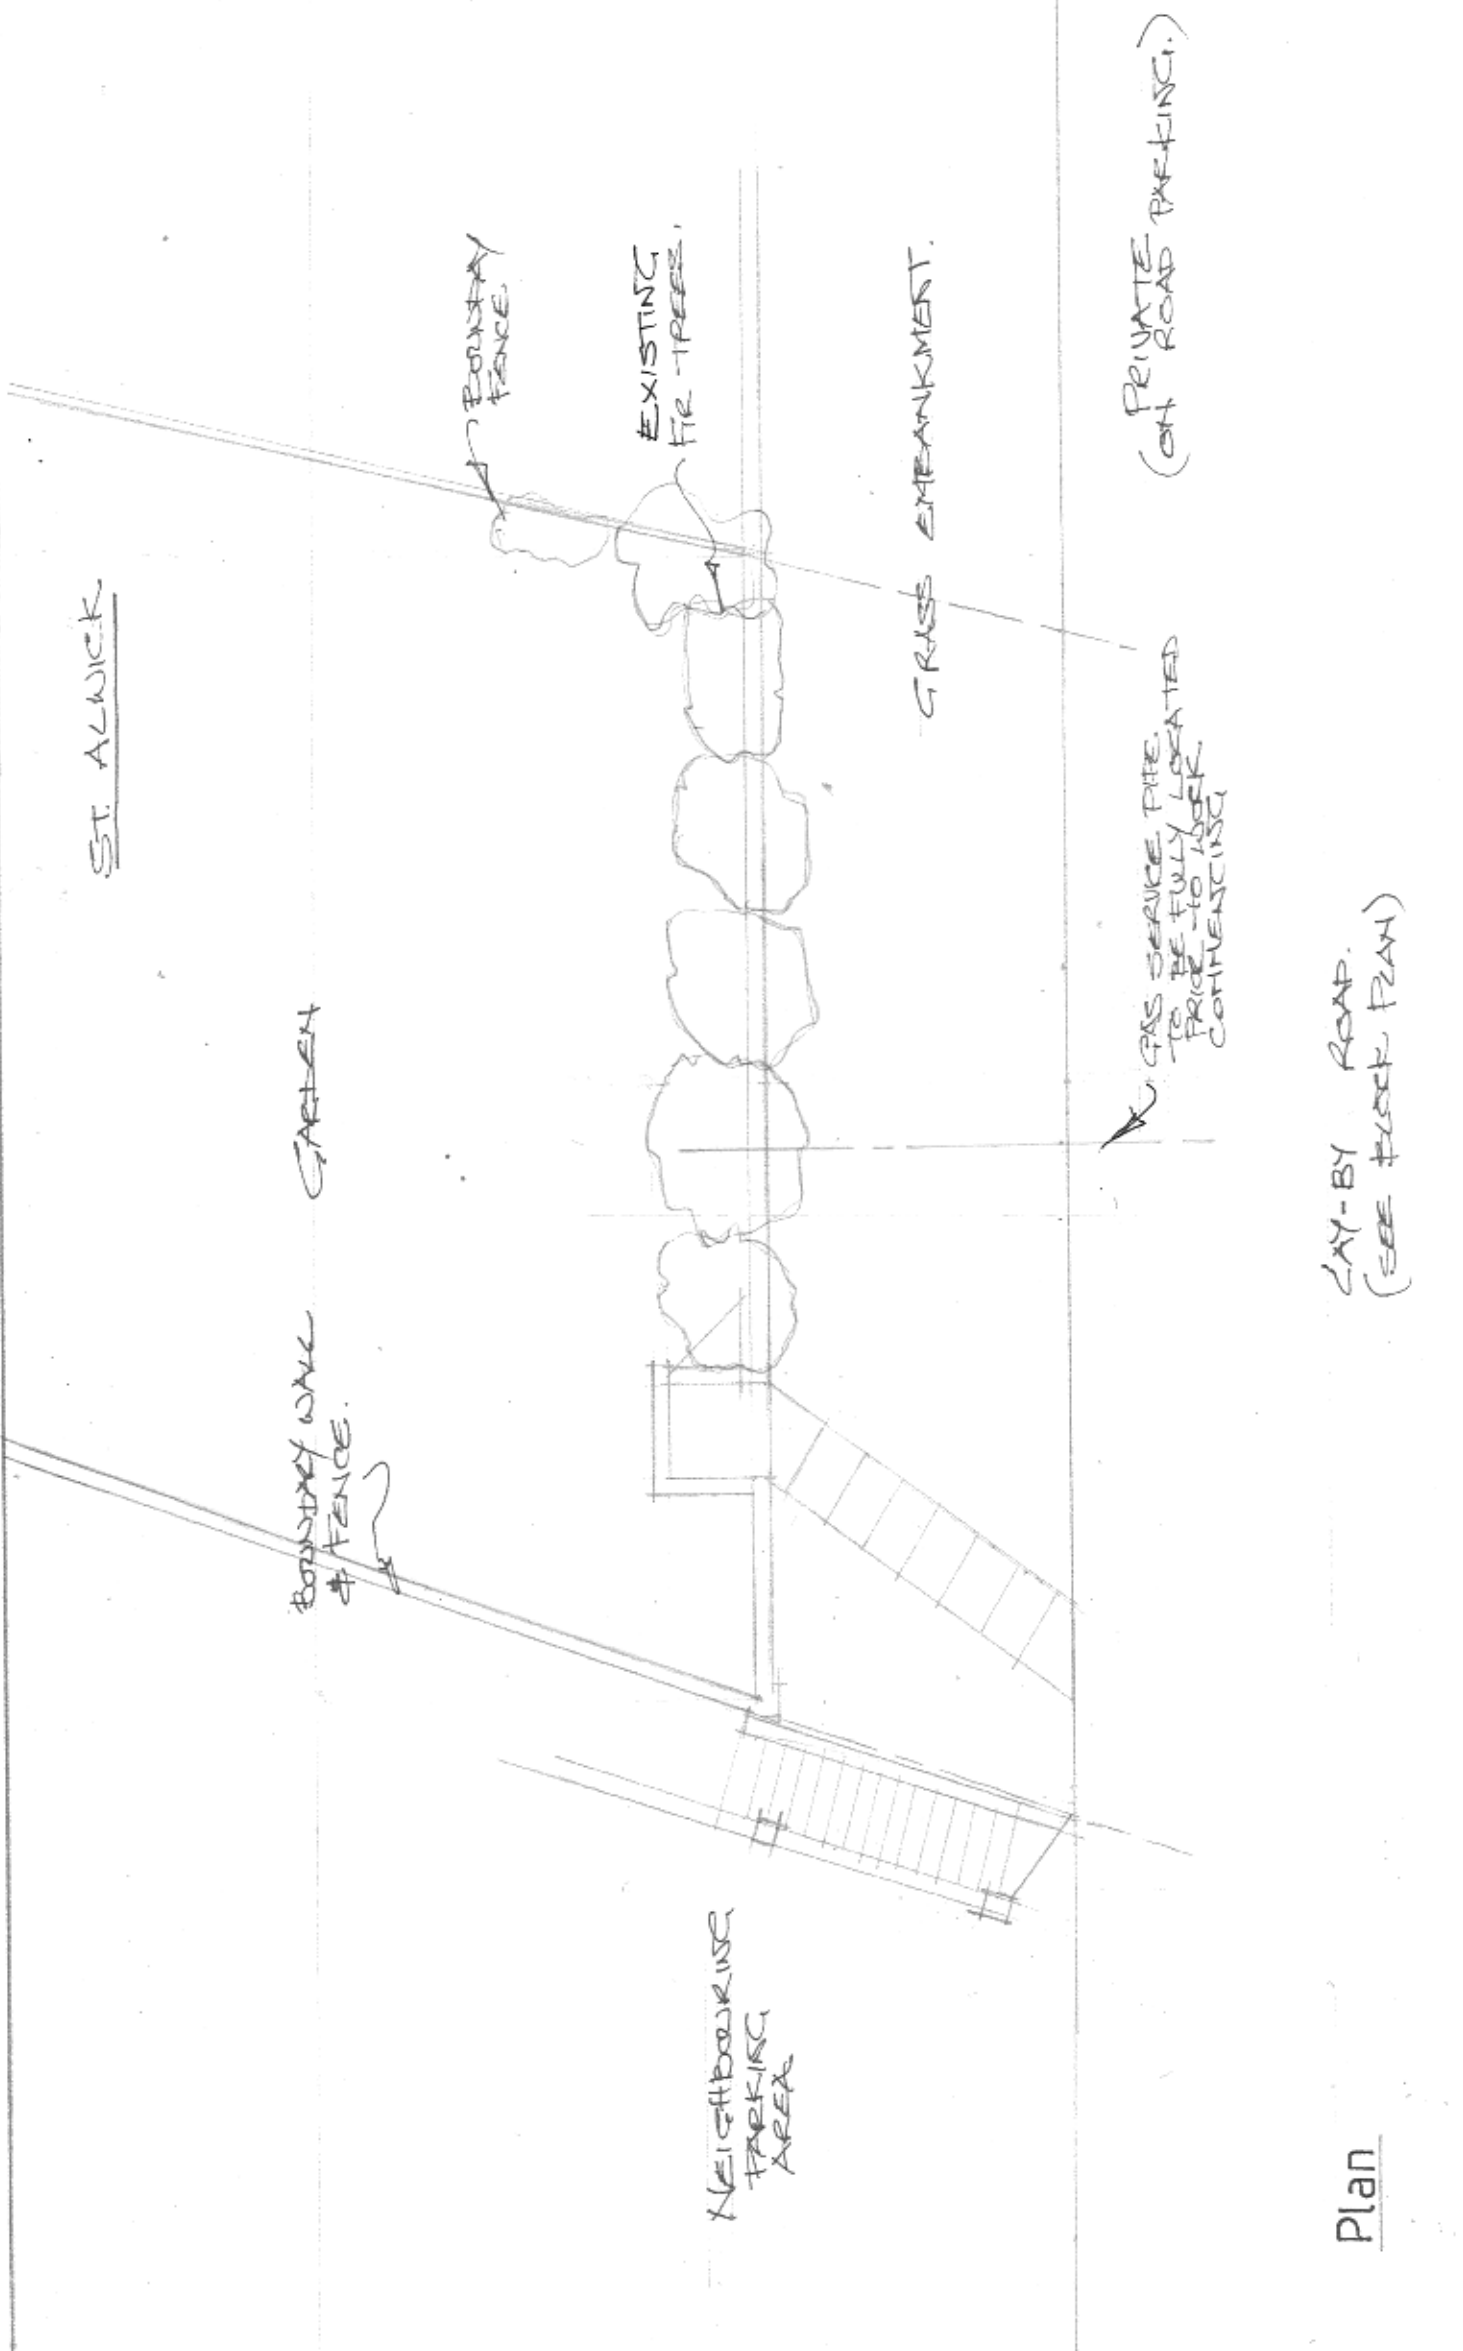 ST. ALWICK
BOUNDARY
FENCE.
EXISTING
FIR TREES.
GARDEN
BOUNDARY WALL
& FENCE.
GRASS EMBANKMENT.
PRIVATE
(ON ROAD PARKING.)
GAS SERVICE PIPE.
TO BE FULLY LOCATED
PRIOR TO WORK
COMMENCING
NEIGHBOURING
PARKING
AREA
LAY-BY ROAD.
(SEE BLOCK PLAN)
Plan